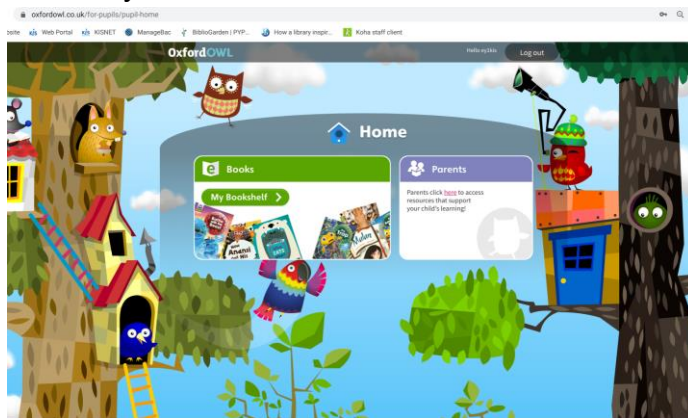 oxfordowl.co.uk/for-pupils/pupil-home
Web Portal KISNET ManageBac BiblioGarden | PYP... How a library inspir... Koha staff client
OxfordOWL
Log out
Home
e Books
Parents
My Bookshelf
Parents click here to access
resources that support
your child's learning!
Mulan